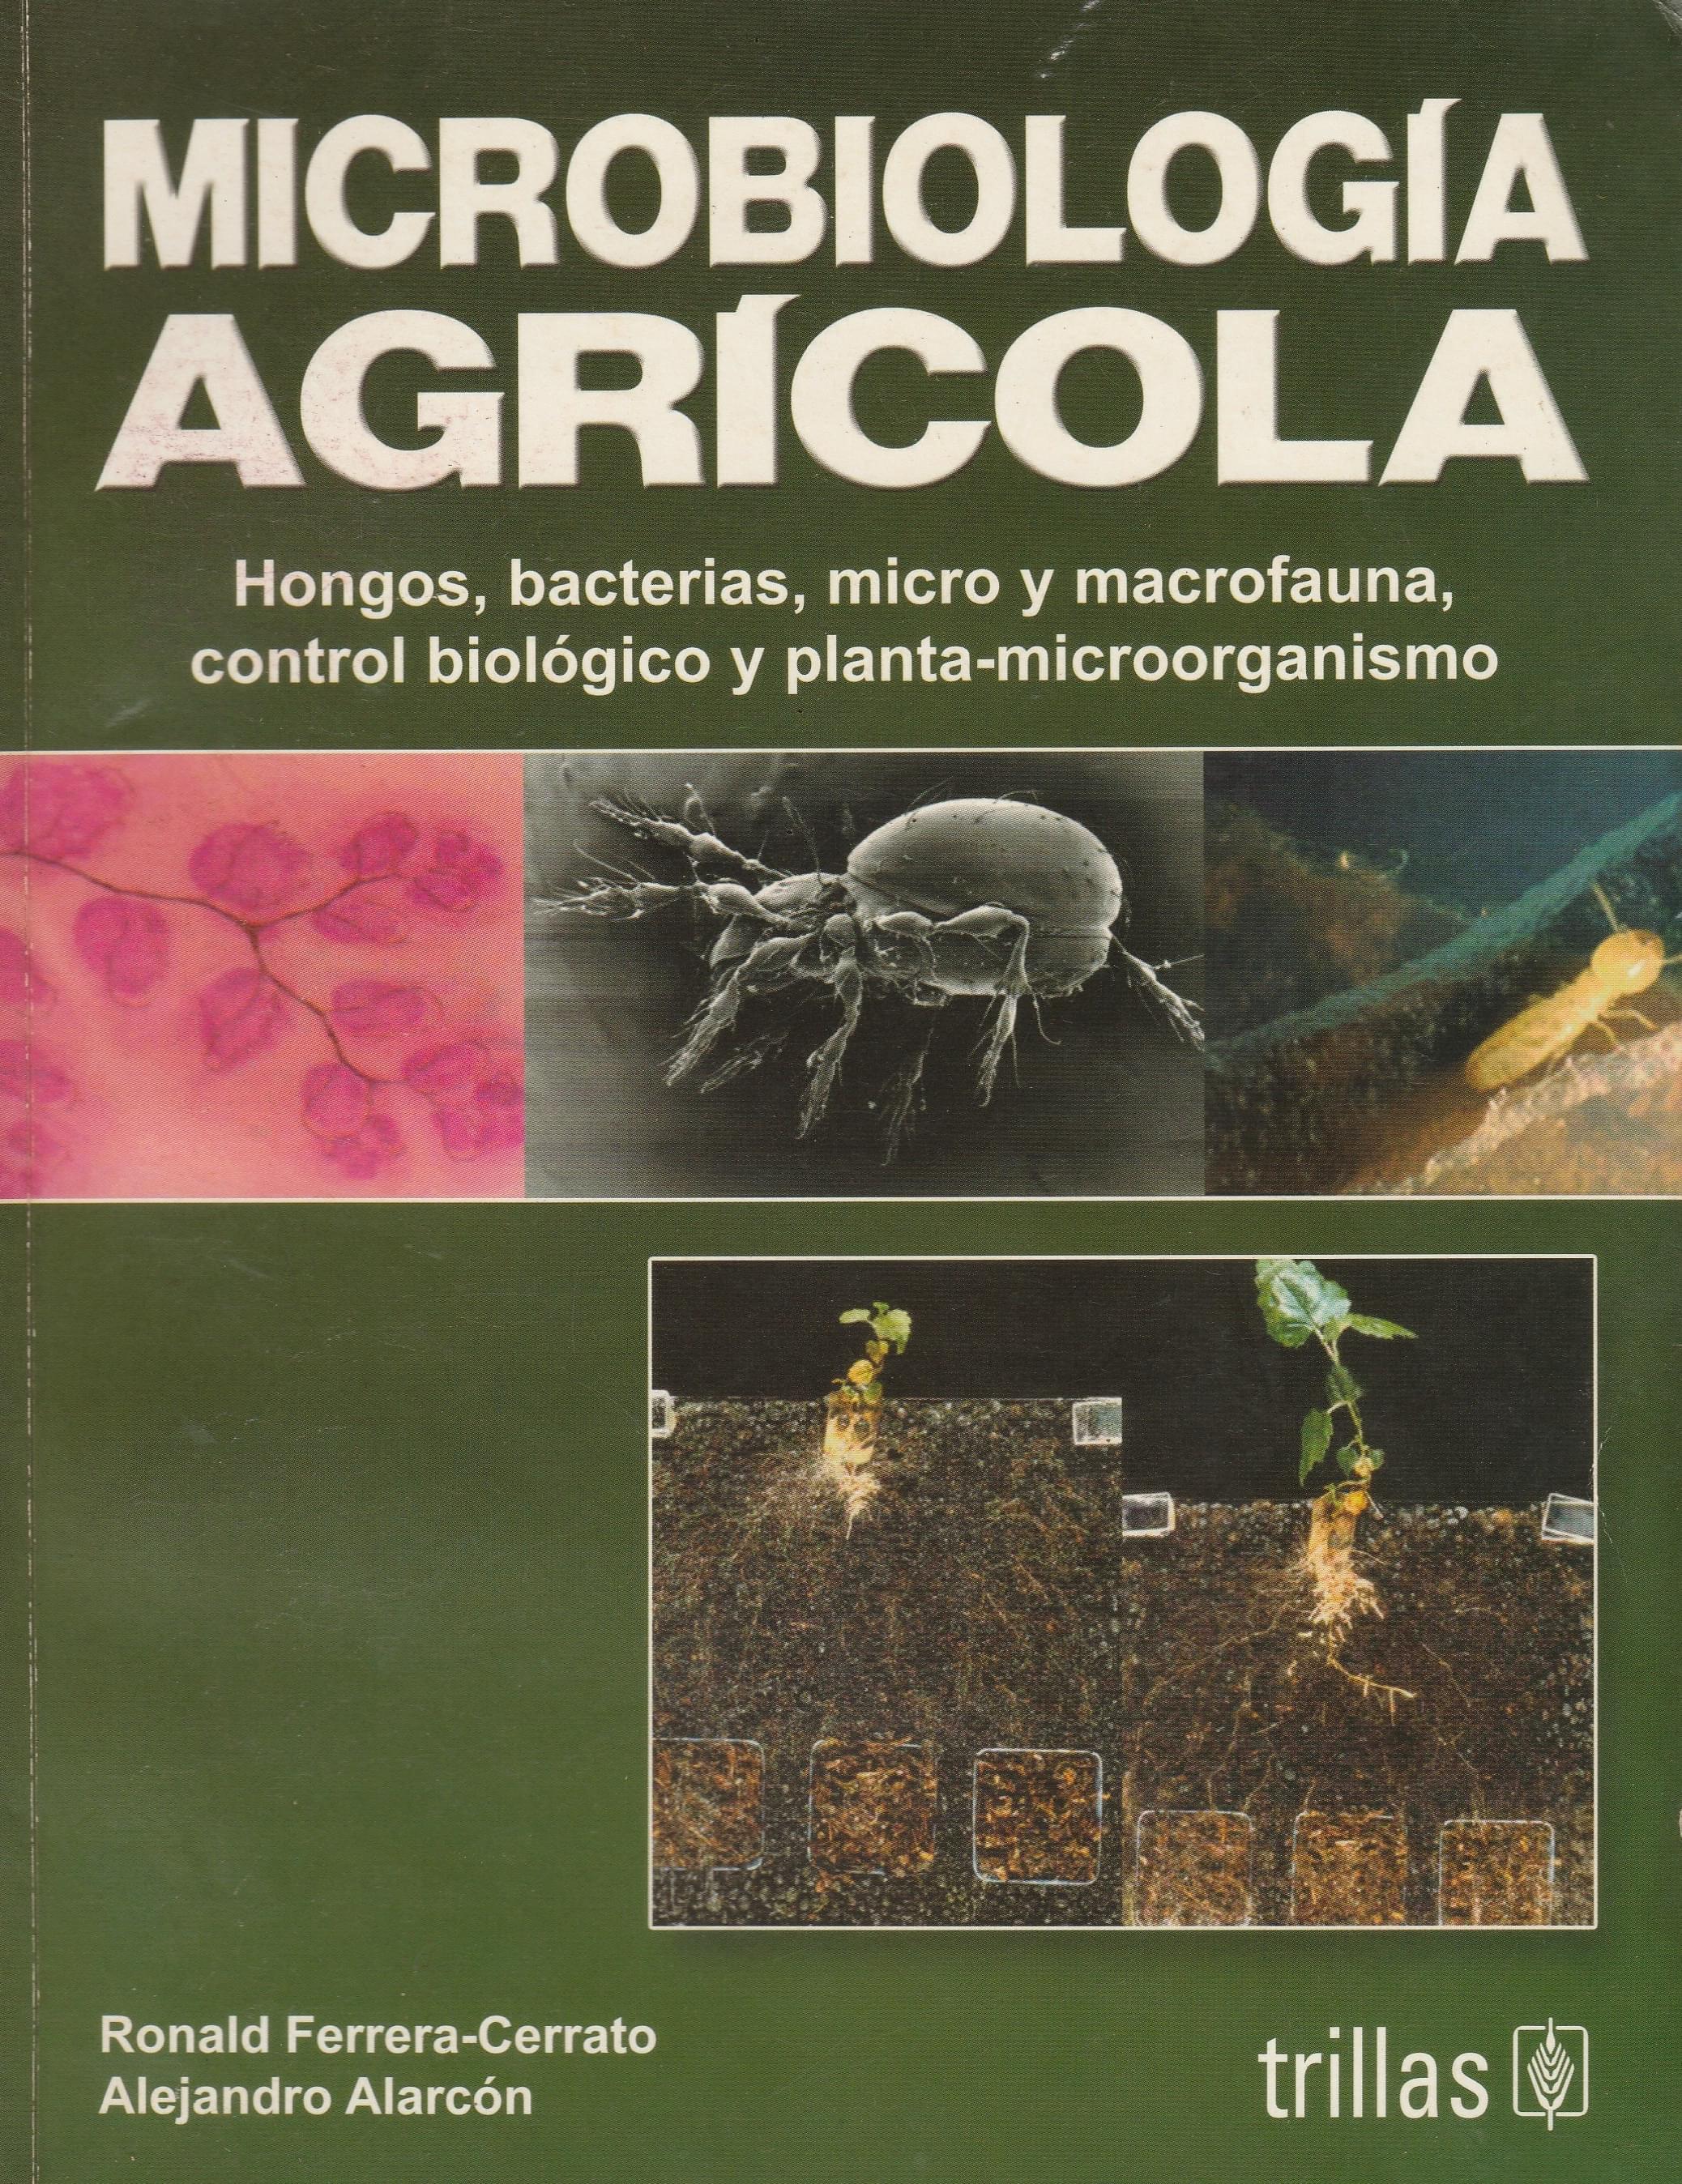 MICROBIOLOGÍA
AGRÍCOLA
Hongos, bacterias, micro y macrofauna,
control biológico y planta-microorganismo
Ronald Ferrera-Cerrato
Alejandro Alarcón
trillas